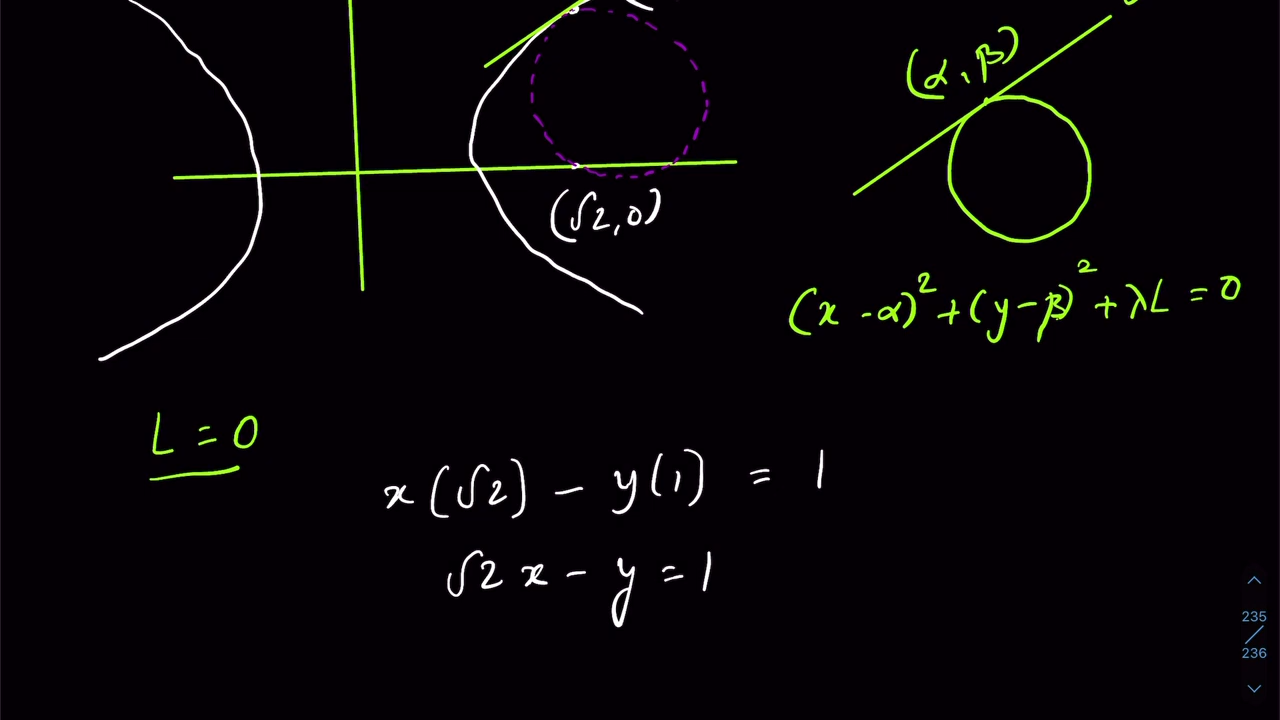 (α, β)
(√2, 0)
(x - α)² + (y - β)² + λL = 0
L = 0
x(√2) - y(1) = 1
√2 x - y = 1
235
/
236